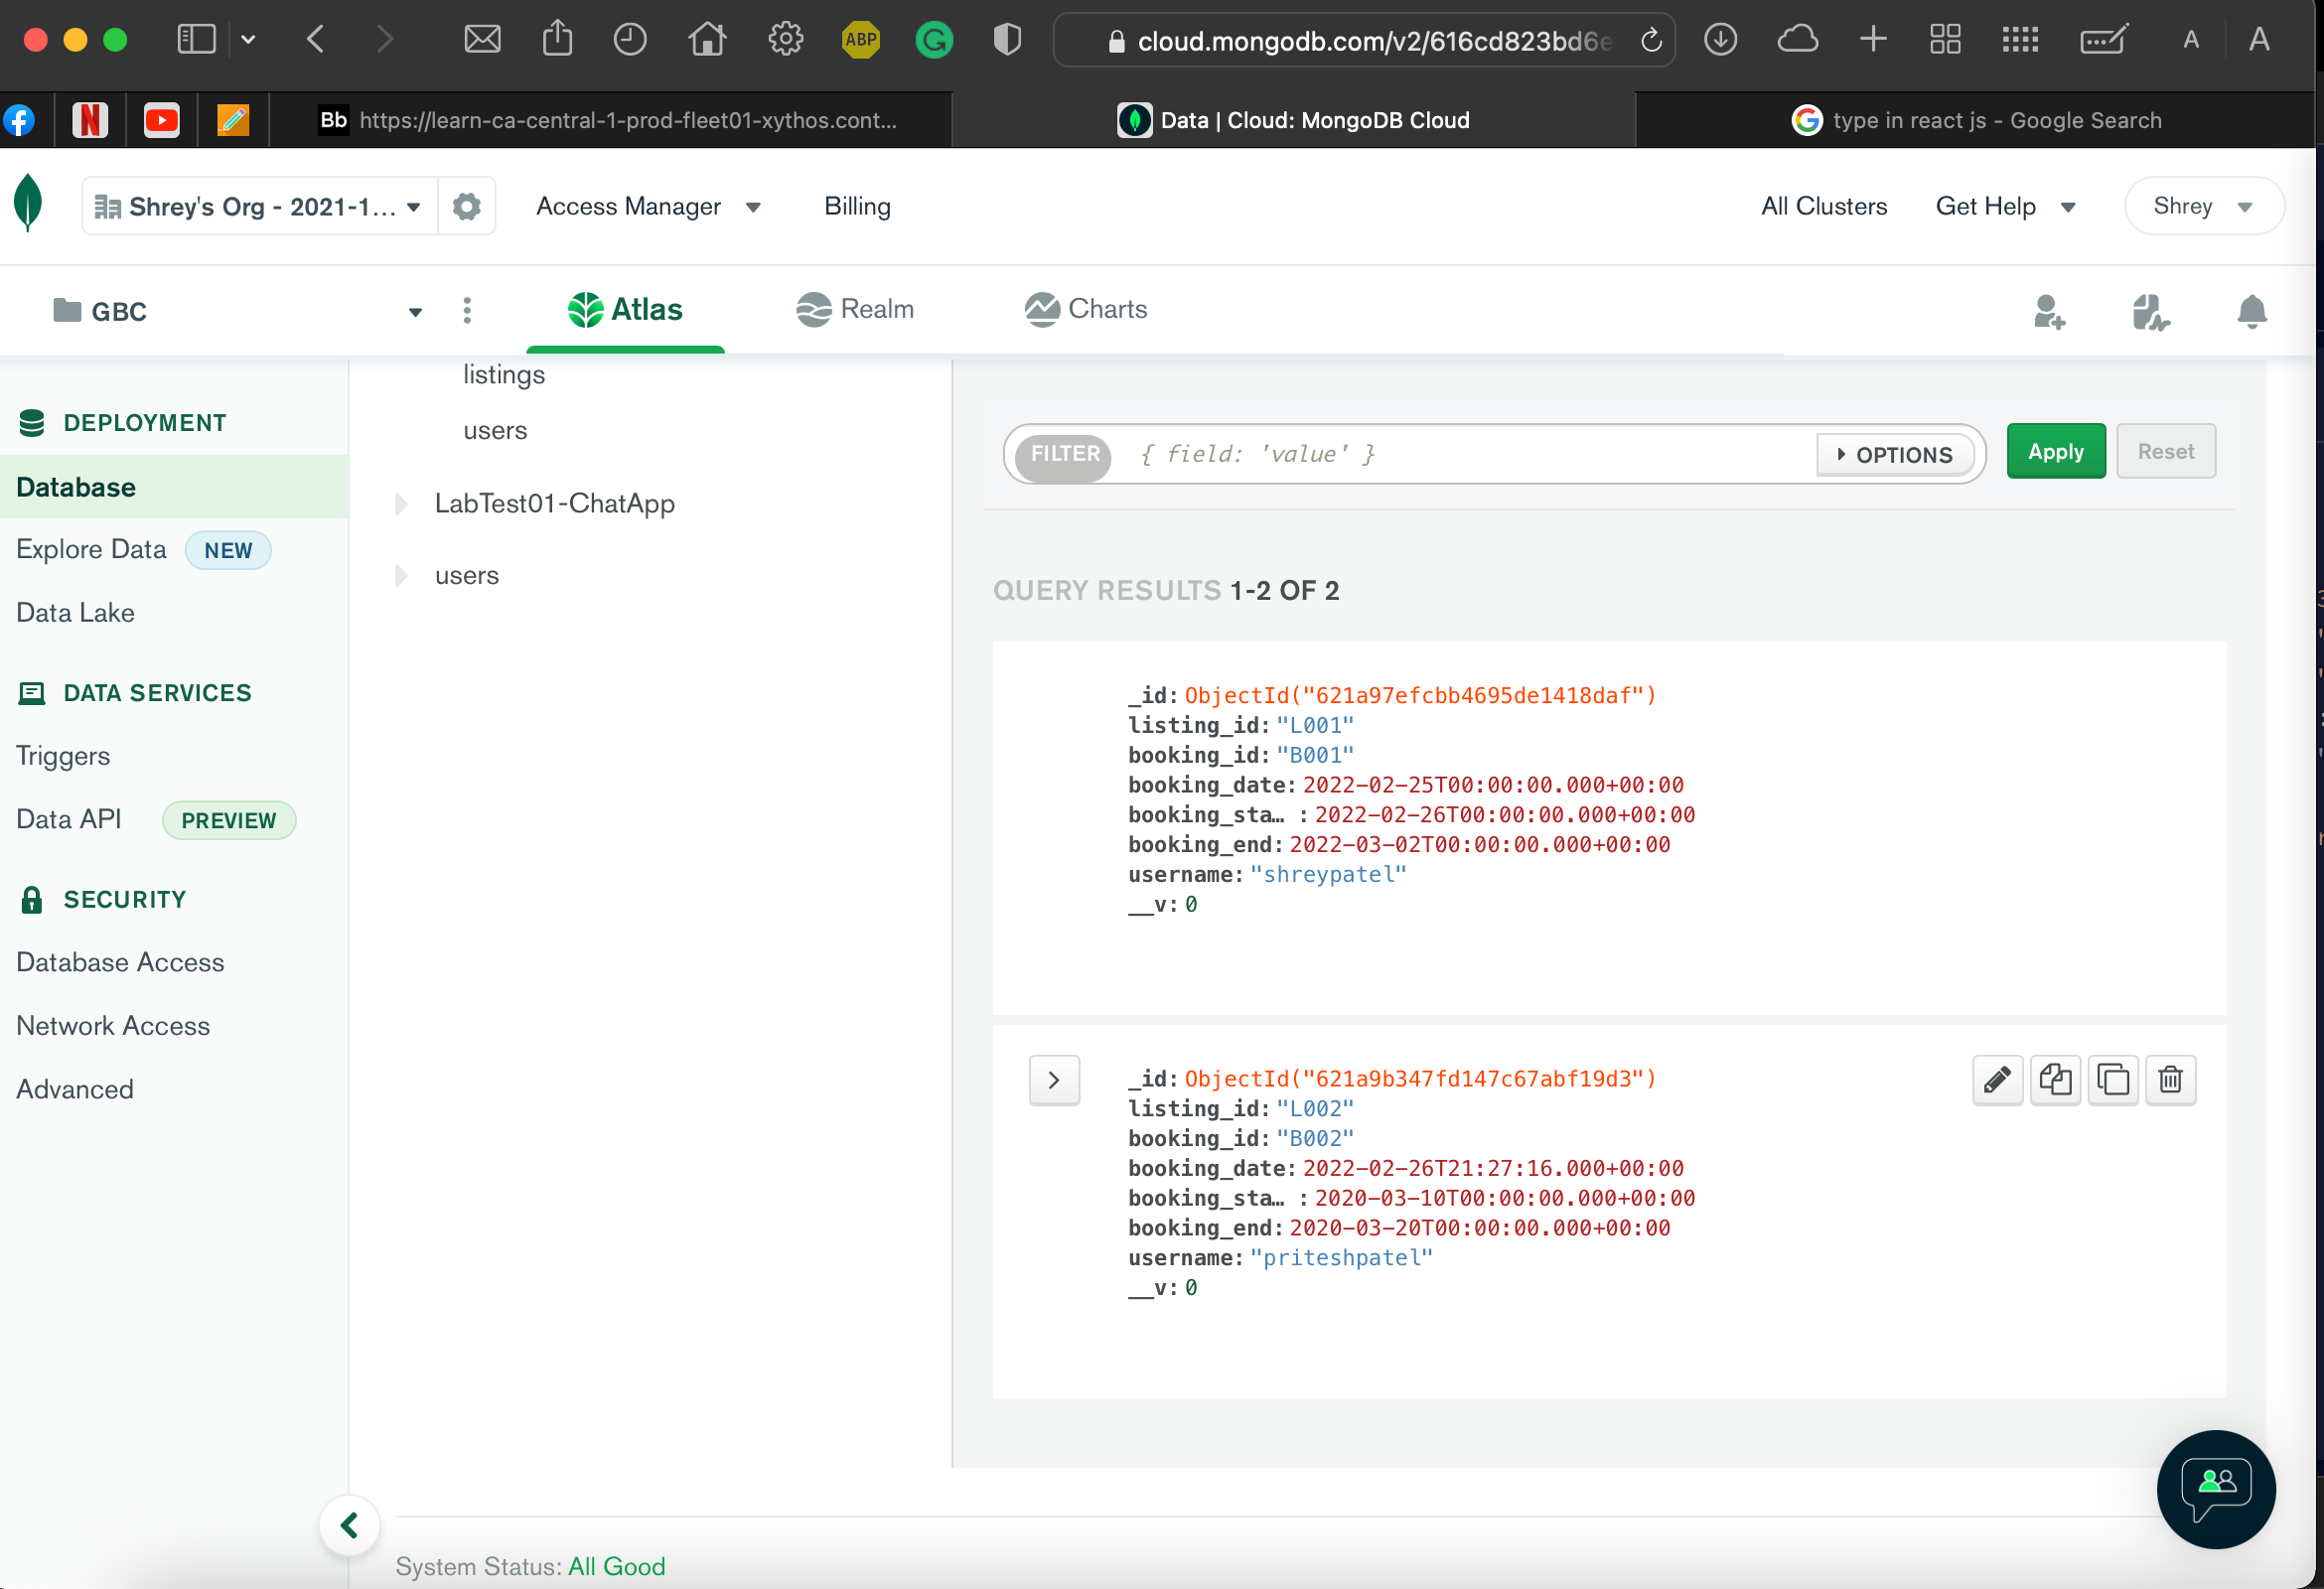 ABP
cloud.mongodb.com/v2/616cd823bd6e
A
A
Bb https://learn-ca-central-1-prod-fleet01-xythos.cont...
Data | Cloud: MongoDB Cloud
type in react js - Google Search
Shrey's Org - 2021-1...
Access Manager
Billing
All Clusters
Get Help
Shrey
GBC
Atlas
Realm
Charts
DEPLOYMENT
Database
Explore Data NEW
Data Lake
DATA SERVICES
Triggers
Data API PREVIEW
SECURITY
Database Access
Network Access
Advanced
listings
users
LabTest01-ChatApp
users
FILTER { field: 'value' } OPTIONS Apply Reset
QUERY RESULTS 1-2 OF 2
_id: ObjectId("621a97efcbb4695de1418daf")
listing_id: "L001"
booking_id: "B001"
booking_date: 2022-02-25T00:00:00.000+00:00
booking_sta… : 2022-02-26T00:00:00.000+00:00
booking_end: 2022-03-02T00:00:00.000+00:00
username: "shreypatel"
__v: 0
_id: ObjectId("621a9b347fd147c67abf19d3")
listing_id: "L002"
booking_id: "B002"
booking_date: 2022-02-26T21:27:16.000+00:00
booking_sta… : 2020-03-10T00:00:00.000+00:00
booking_end: 2020-03-20T00:00:00.000+00:00
username: "priteshpatel"
__v: 0
System Status: All Good